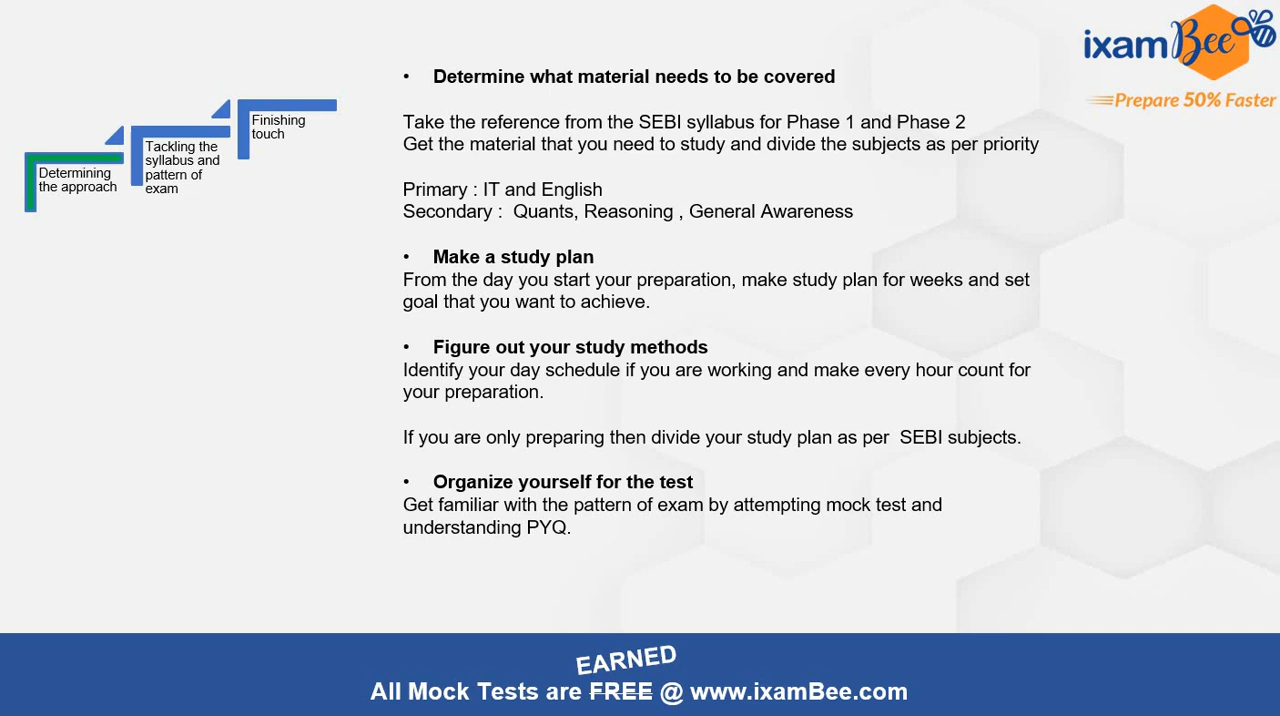 ixamBee
Prepare 50% Faster
Determining
the approach
Tackling the
syllabus and
pattern of
exam
Finishing
touch
• Determine what material needs to be covered
Take the reference from the SEBI syllabus for Phase 1 and Phase 2
Get the material that you need to study and divide the subjects as per priority
Primary : IT and English
Secondary :  Quants, Reasoning , General Awareness
• Make a study plan
From the day you start your preparation, make study plan for weeks and set
goal that you want to achieve.
• Figure out your study methods
Identify your day schedule if you are working and make every hour count for
your preparation.
If you are only preparing then divide your study plan as per  SEBI subjects.
• Organize yourself for the test
Get familiar with the pattern of exam by attempting mock test and
understanding PYQ.
EARNED
All Mock Tests are FREE @ www.ixamBee.com